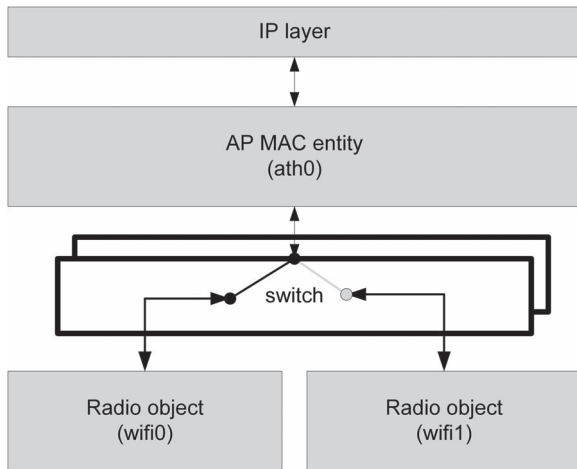 IP layer
AP MAC entity
(ath0)
switch
Radio object
(wifi0)
Radio object
(wifi1)